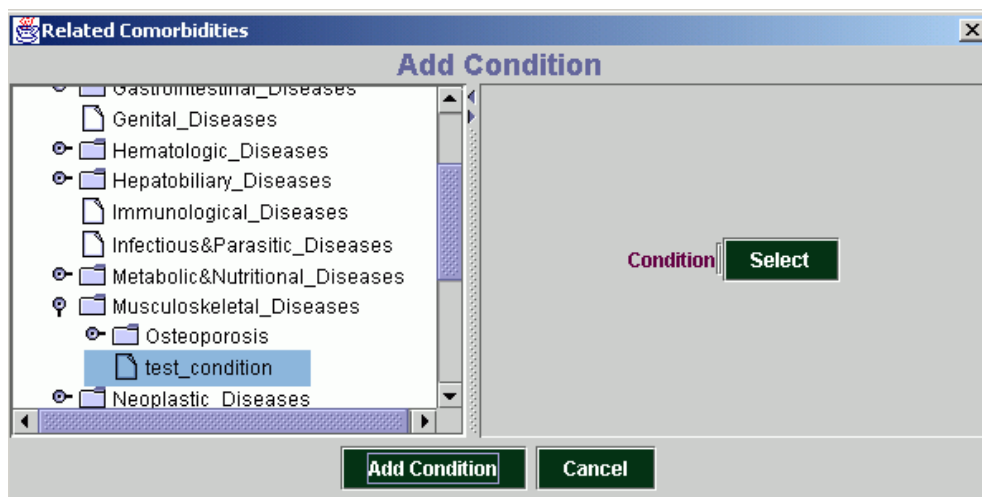 Related Comorbidities
Add Condition
Gastrointestinal_Diseases
Genital_Diseases
Hematologic_Diseases
Hepatobiliary_Diseases
Immunological_Diseases
Infectious&Parasitic_Diseases
Metabolic&Nutritional_Diseases
Musculoskeletal_Diseases
Osteoporosis
test_condition
Neoplastic_Diseases
Condition Select
Add Condition Cancel